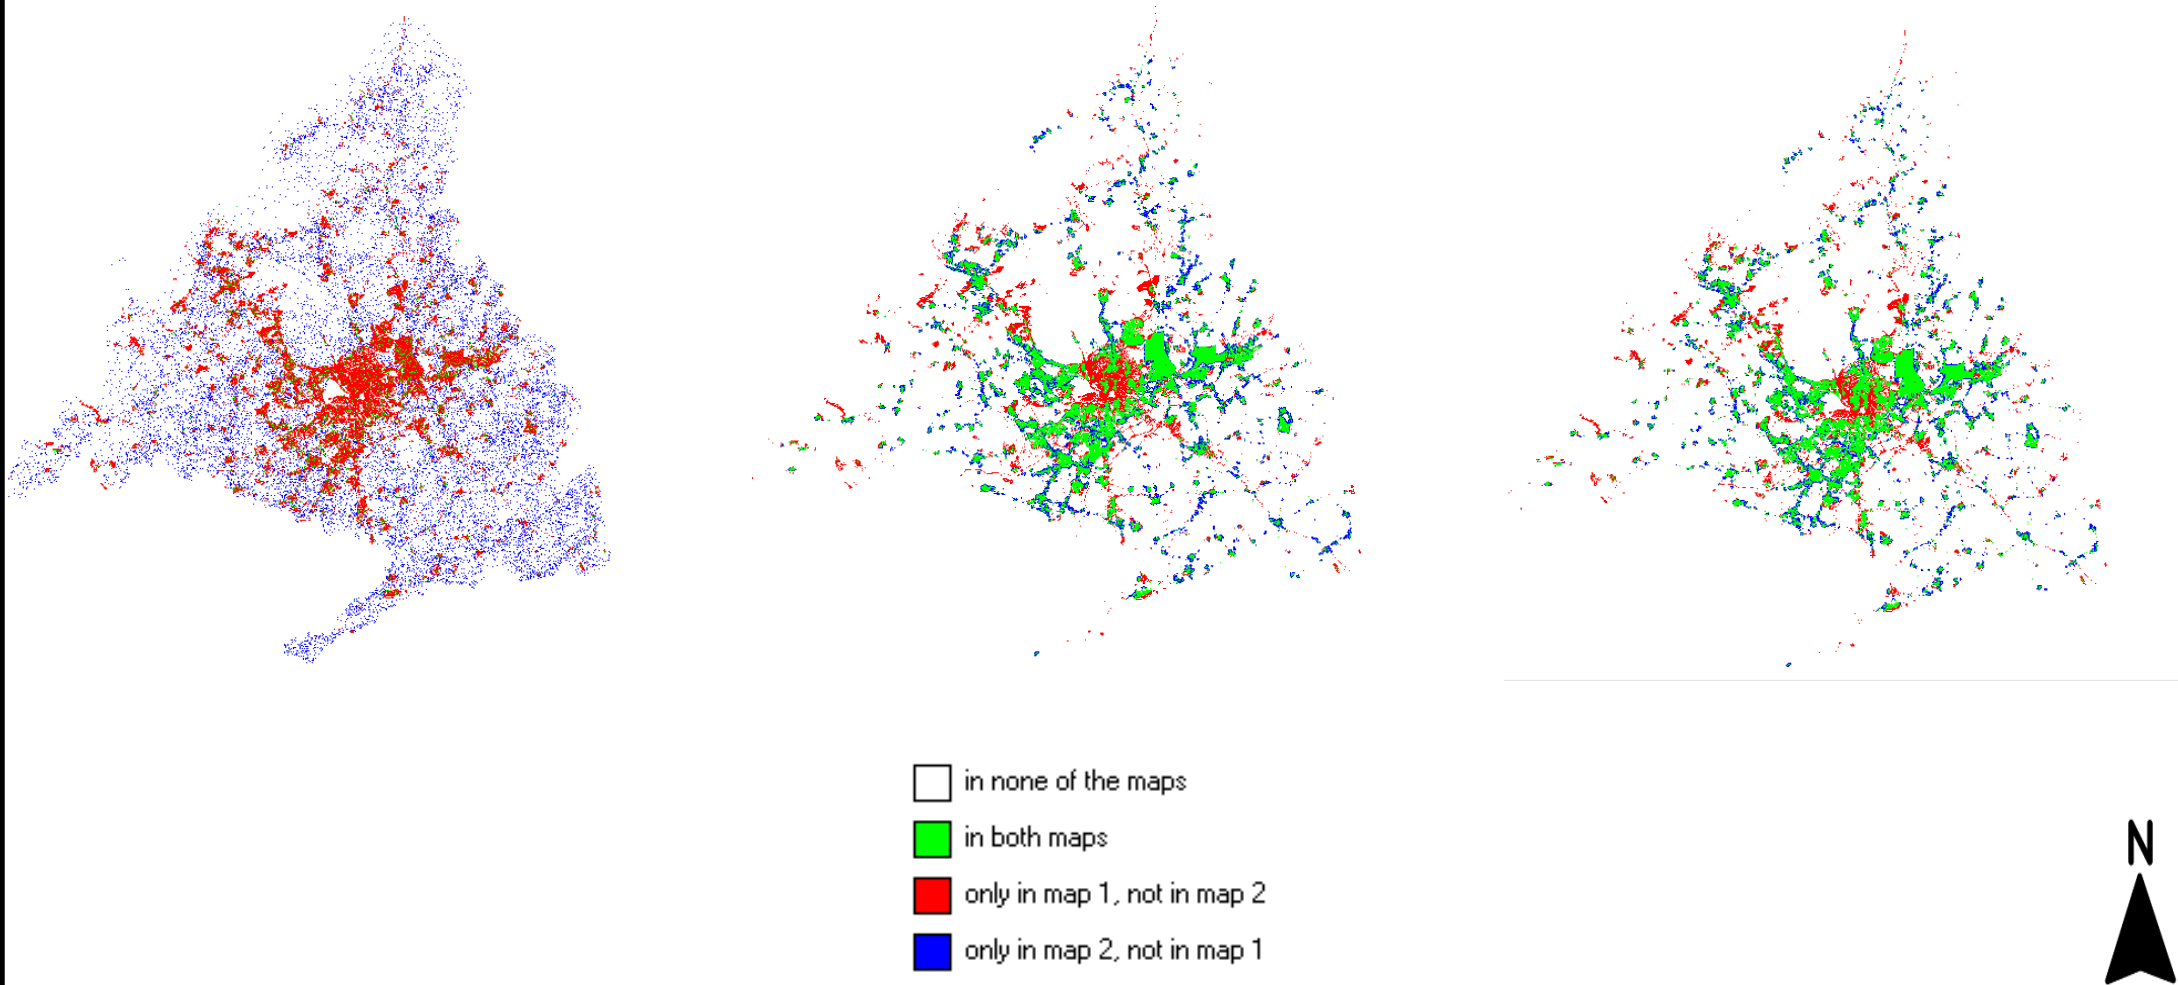 in none of the maps
in both maps
only in map 1, not in map 2
only in map 2, not in map 1
N